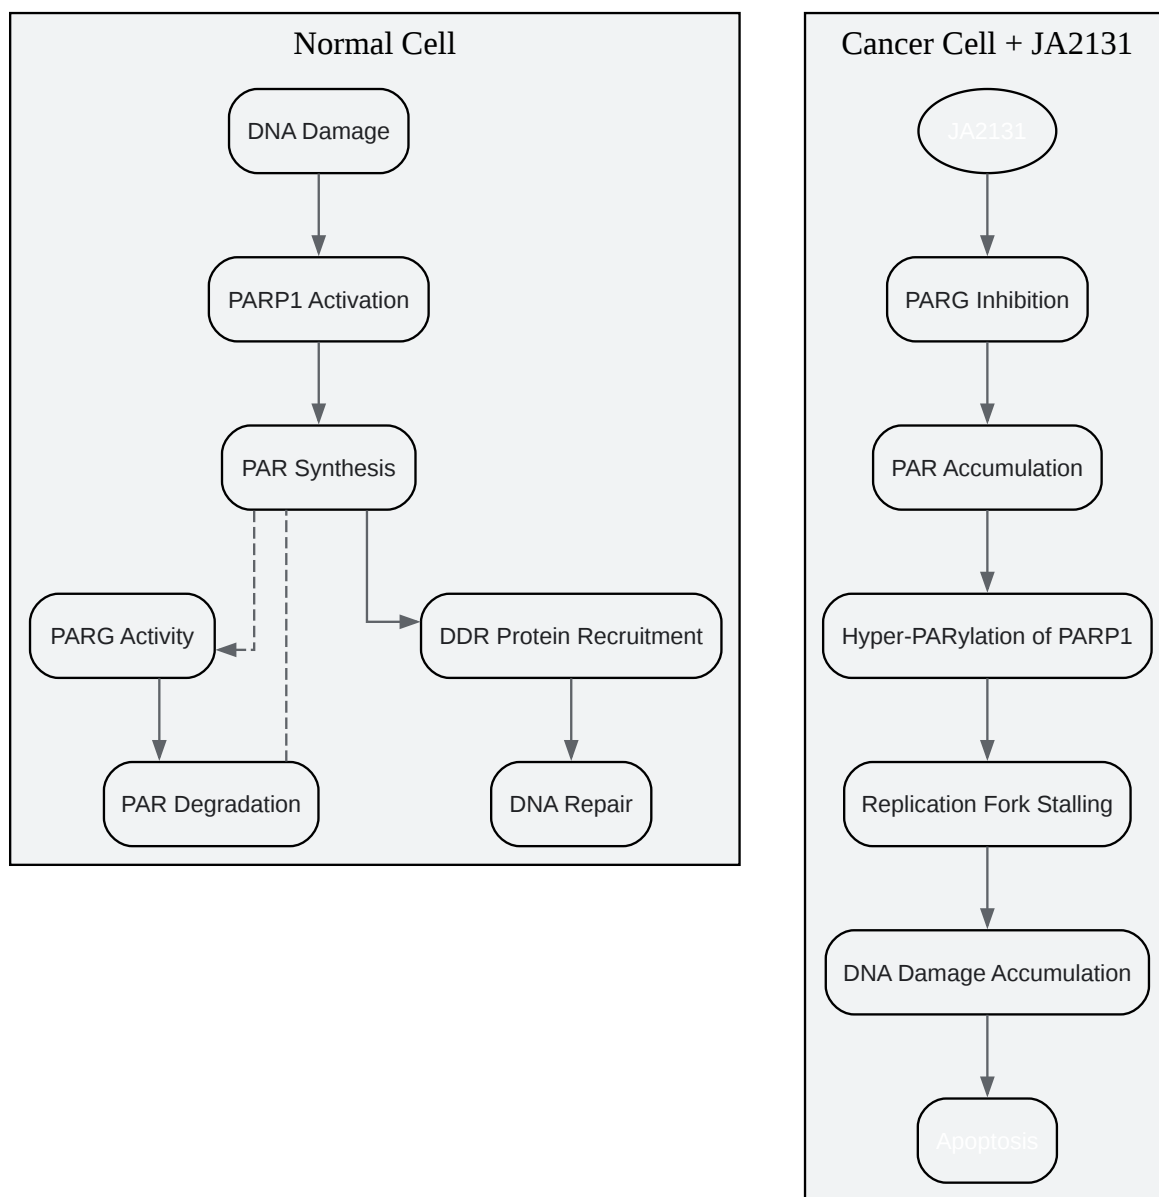 Normal Cell
DNA Damage
PARP1 Activation
PAR Synthesis
PARG Activity
DDR Protein Recruitment
PAR Degradation
DNA Repair
Cancer Cell + JA2131
JA2131
PARG Inhibition
PAR Accumulation
Hyper-PARylation of PARP1
Replication Fork Stalling
DNA Damage Accumulation
Apoptosis